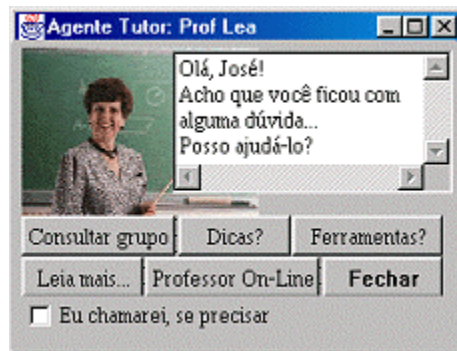 Agente Tutor: Prof Lea
Olá, José!
Acho que você ficou com
alguma dúvida...
Posso ajudá-lo?
Consultar grupo Dicas? Ferramentas?
Leia mais... Professor On-Line Fechar
Eu chamarei, se precisar